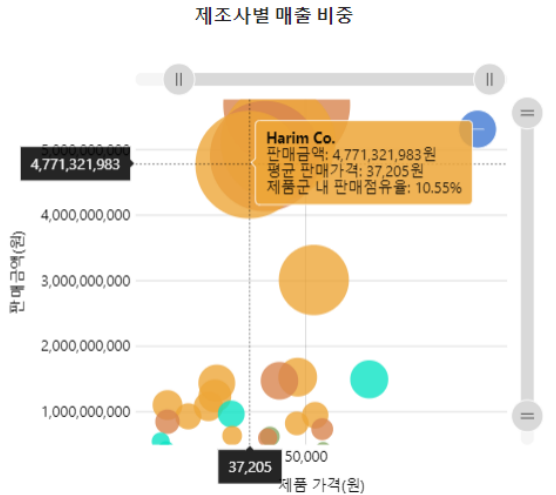 제조사별 매출 비중
5,000,000,000
4,771,321,983
Harim Co.
판매금액: 4,771,321,983원
평균 판매가격: 37,205원
제품군 내 판매점유율: 10.55%
4,000,000,000
3,000,000,000
2,000,000,000
1,000,000,000
판매금액(원)
37,205
50,000
제품 가격(원)